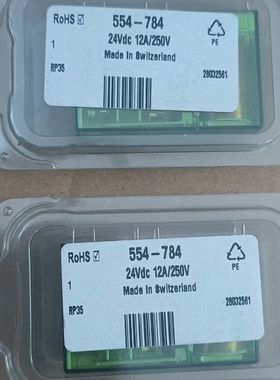 RoHS ☑ 554-784
24Vdc 12A/250V
Made in Switzerland
1
PE
RP35
28032561
RoHS ☑ 554-784
24Vdc 12A/250V
Made in Switzerland
1
PE
RP35
28032561